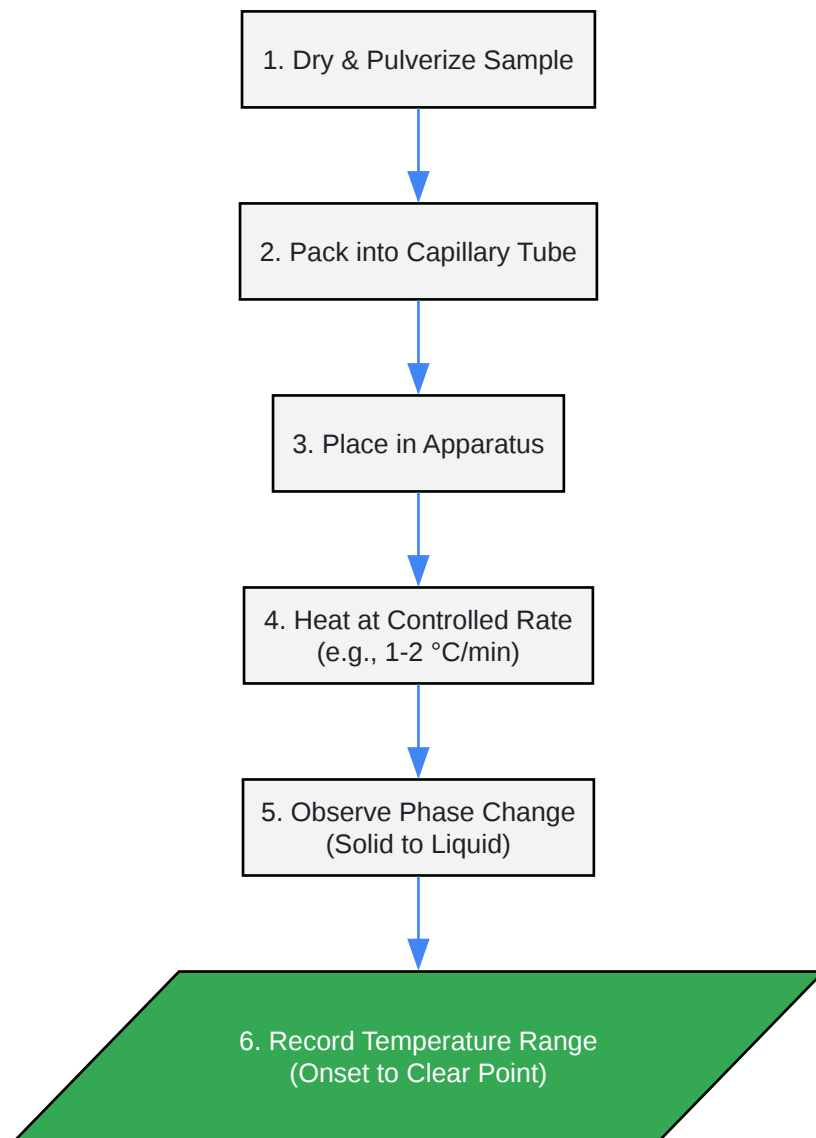 1. Dry & Pulverize Sample
2. Pack into Capillary Tube
3. Place in Apparatus
4. Heat at Controlled Rate
(e.g., 1-2 °C/min)
5. Observe Phase Change
(Solid to Liquid)
6. Record Temperature Range
(Onset to Clear Point)